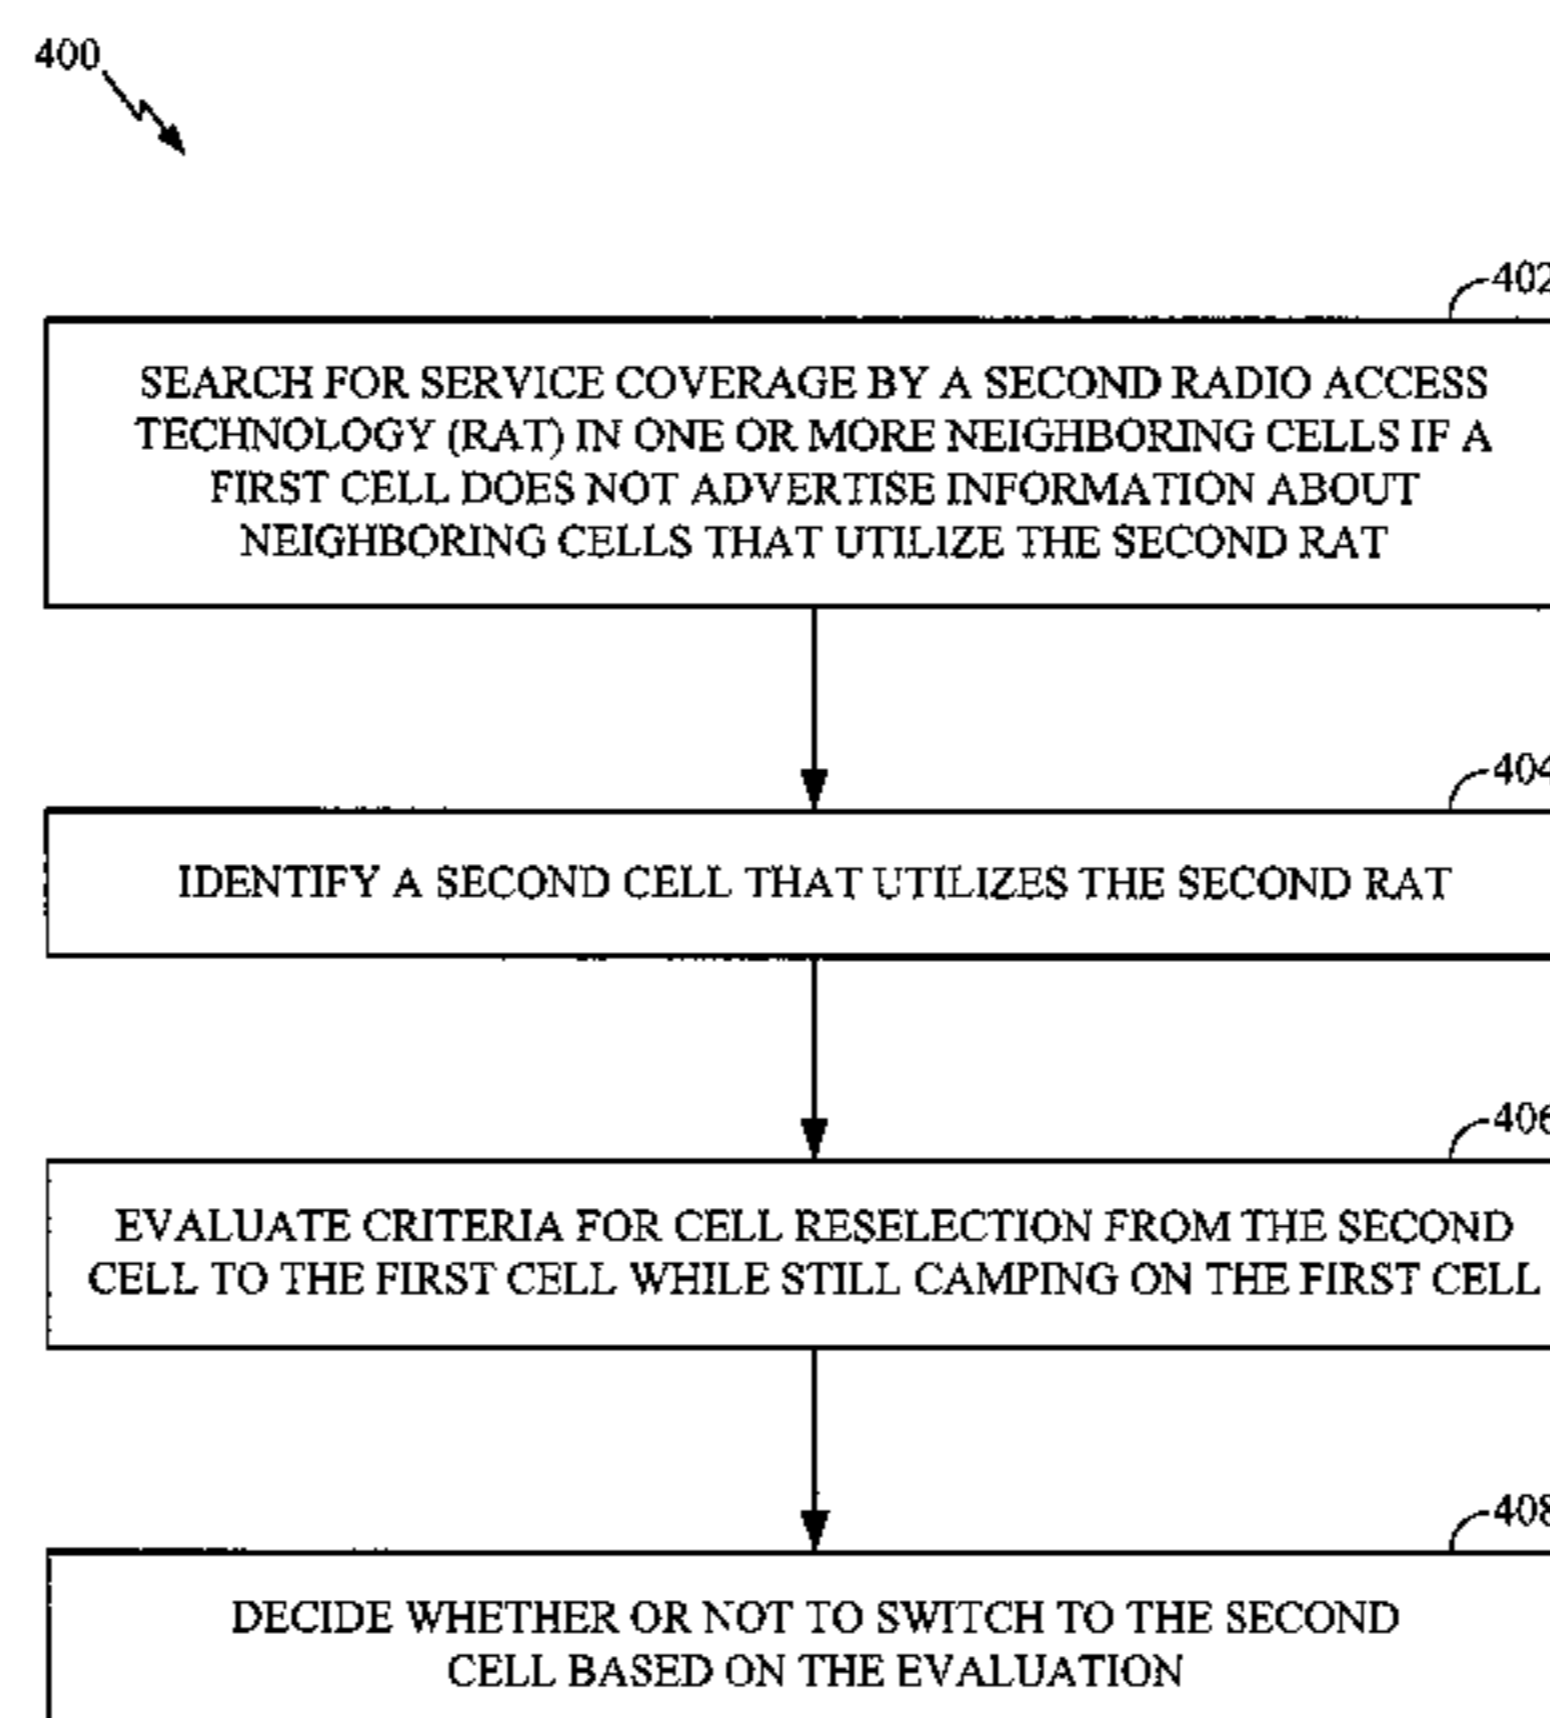 400
402
SEARCH FOR SERVICE COVERAGE BY A SECOND RADIO ACCESS
TECHNOLOGY (RAT) IN ONE OR MORE NEIGHBORING CELLS IF A
FIRST CELL DOES NOT ADVERTISE INFORMATION ABOUT
NEIGHBORING CELLS THAT UTILIZE THE SECOND RAT
404
IDENTIFY A SECOND CELL THAT UTILIZES THE SECOND RAT
406
EVALUATE CRITERIA FOR CELL RESELECTION FROM THE SECOND
CELL TO THE FIRST CELL WHILE STILL CAMPING ON THE FIRST CELL
408
DECIDE WHETHER OR NOT TO SWITCH TO THE SECOND
CELL BASED ON THE EVALUATION